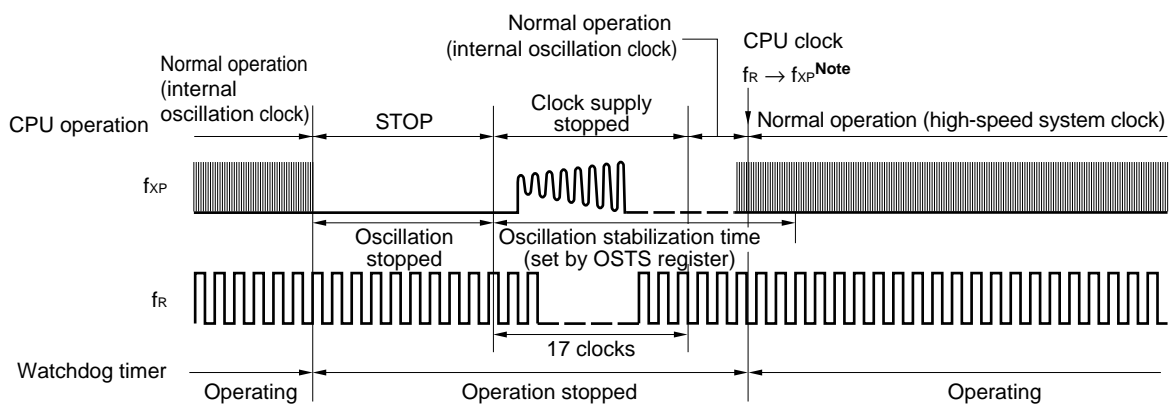 Normal operation
(internal oscillation clock)
CPU clock
fR → fXPNote
Normal operation
(internal
oscillation clock)
Clock supply
stopped
CPU operation
STOP
Normal operation (high-speed system clock)
fXP
Oscillation
stopped
Oscillation stabilization time
(set by OSTS register)
fR
17 clocks
Watchdog timer
Operating
Operation stopped
Operating